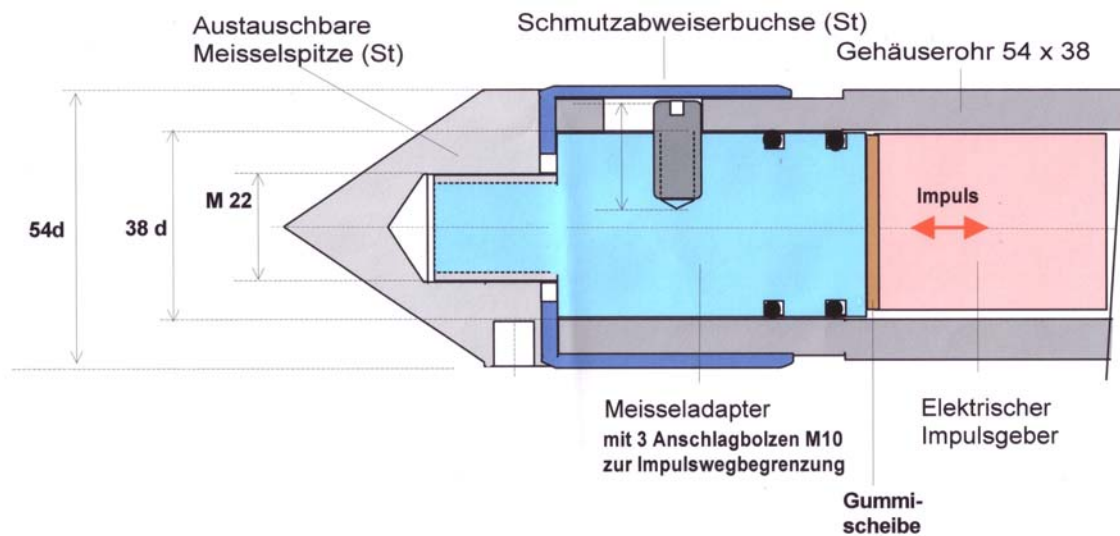 Austauschbare
Meisselspitze (St)
Schmutzabweiserbuchse (St)
Gehäuserohr 54 x 38
M 22
54d
38 d
Impuls
Meisseladapter
mit 3 Anschlagbolzen M10
zur Impulswegbegrenzung
Elektrischer
Impulsgeber
Gummi-
scheibe